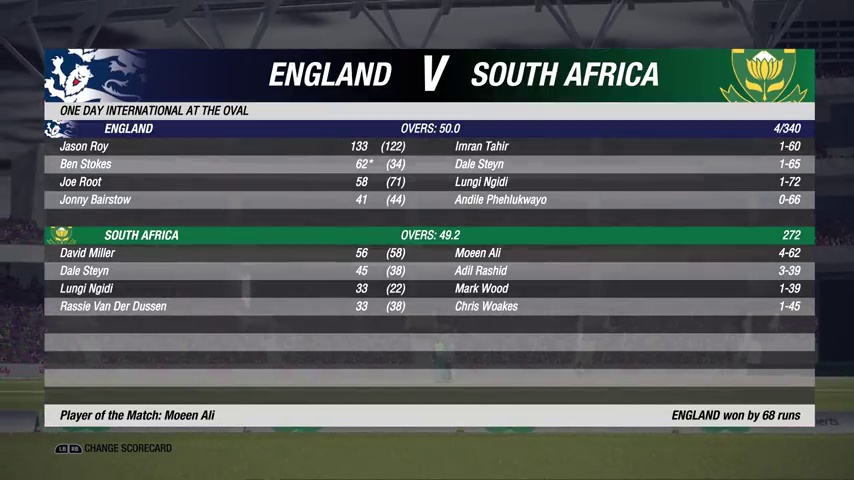 ENGLAND V SOUTH AFRICA
ONE DAY INTERNATIONAL AT THE OVAL
ENGLAND OVERS: 50.0 4/340
Jason Roy 133 (122) Imran Tahir 1-60
Ben Stokes 62* (34) Dale Steyn 1-65
Joe Root 58 (71) Lungi Ngidi 1-72
Jonny Bairstow 41 (44) Andile Phehlukwayo 0-66
SOUTH AFRICA OVERS: 49.2 272
David Miller 56 (58) Moeen Ali 4-62
Dale Steyn 45 (38) Adil Rashid 3-39
Lungi Ngidi 33 (22) Mark Wood 1-39
Rassie Van Der Dussen 33 (38) Chris Woakes 1-45
Player of the Match: Moeen Ali ENGLAND won by 68 runs
LB RB CHANGE SCORECARD